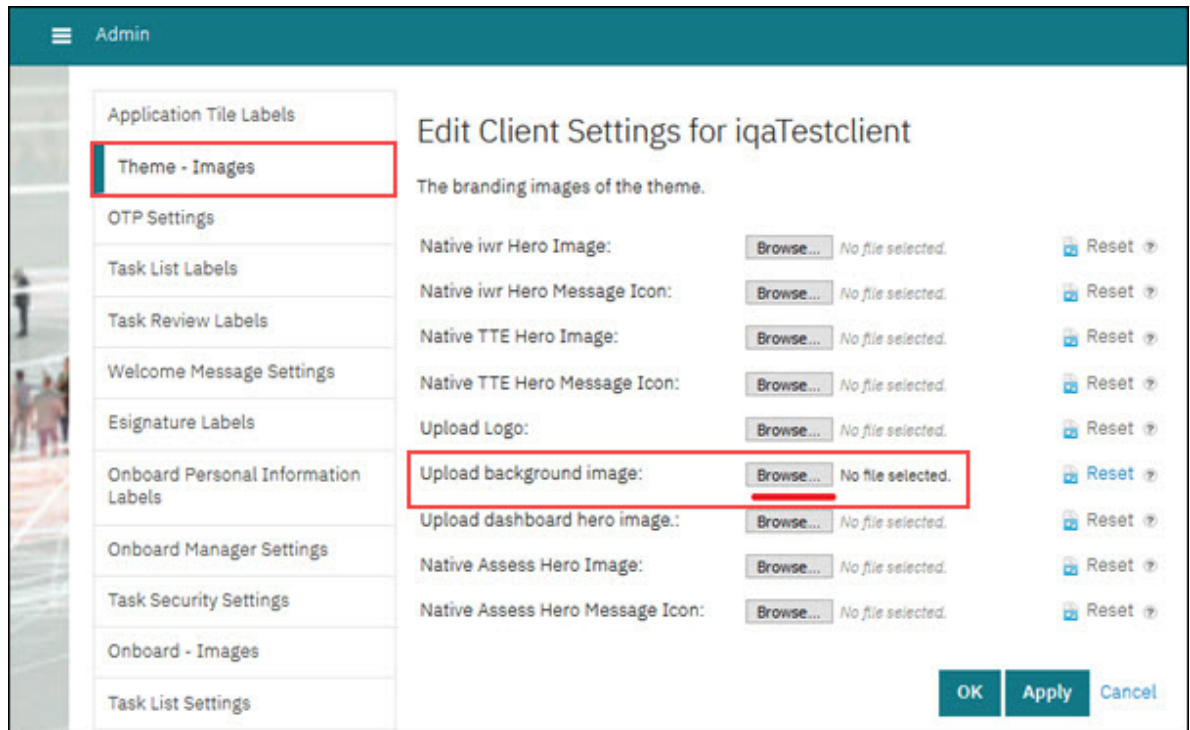 Admin
Application Tile Labels
Theme - Images
OTP Settings
Task List Labels
Task Review Labels
Welcome Message Settings
Esignature Labels
Onboard Personal Information
Labels
Onboard Manager Settings
Task Security Settings
Onboard - Images
Task List Settings
Edit Client Settings for iqaTestclient
The branding images of the theme.
Native iwr Hero Image: Browse... No file selected. Reset ?
Native iwr Hero Message Icon: Browse... No file selected. Reset ?
Native TTE Hero Image: Browse... No file selected. Reset ?
Native TTE Hero Message Icon: Browse... No file selected. Reset ?
Upload Logo: Browse... No file selected. Reset ?
Upload background image: Browse... No file selected. Reset ?
Upload dashboard hero image.: Browse... No file selected. Reset ?
Native Assess Hero Image: Browse... No file selected. Reset ?
Native Assess Hero Message Icon: Browse... No file selected. Reset ?
OK Apply Cancel